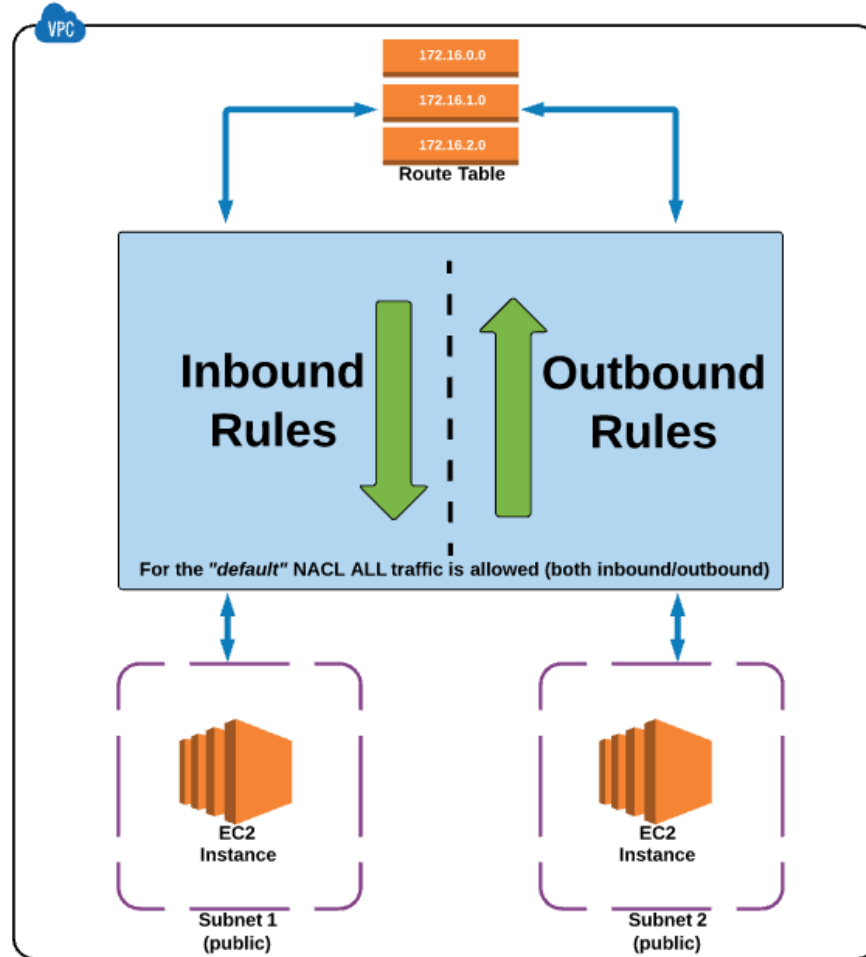 VPC
172.16.0.0
172.16.1.0
172.16.2.0
Route Table
Inbound
Rules
Outbound
Rules
For the "default" NACL ALL traffic is allowed (both inbound/outbound)
EC2
Instance
Subnet 1
(public)
EC2
Instance
Subnet 2
(public)